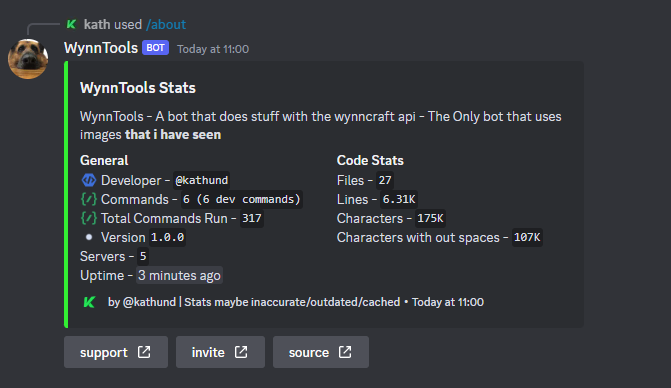 kath used /about
WynnTools BOT Today at 11:00
WynnTools Stats
WynnTools - A bot that does stuff with the wynncraft api - The Only bot that uses
images that i have seen
General
Developer - @kathund
Commands - 6 (6 dev commands)
Total Commands Run - 317
Version 1.0.0
Servers - 5
Uptime - 3 minutes ago
Code Stats
Files - 27
Lines - 6.31K
Characters - 175K
Characters with out spaces - 107K
by @kathund | Stats maybe inaccurate/outdated/cached • Today at 11:00
support
invite
source